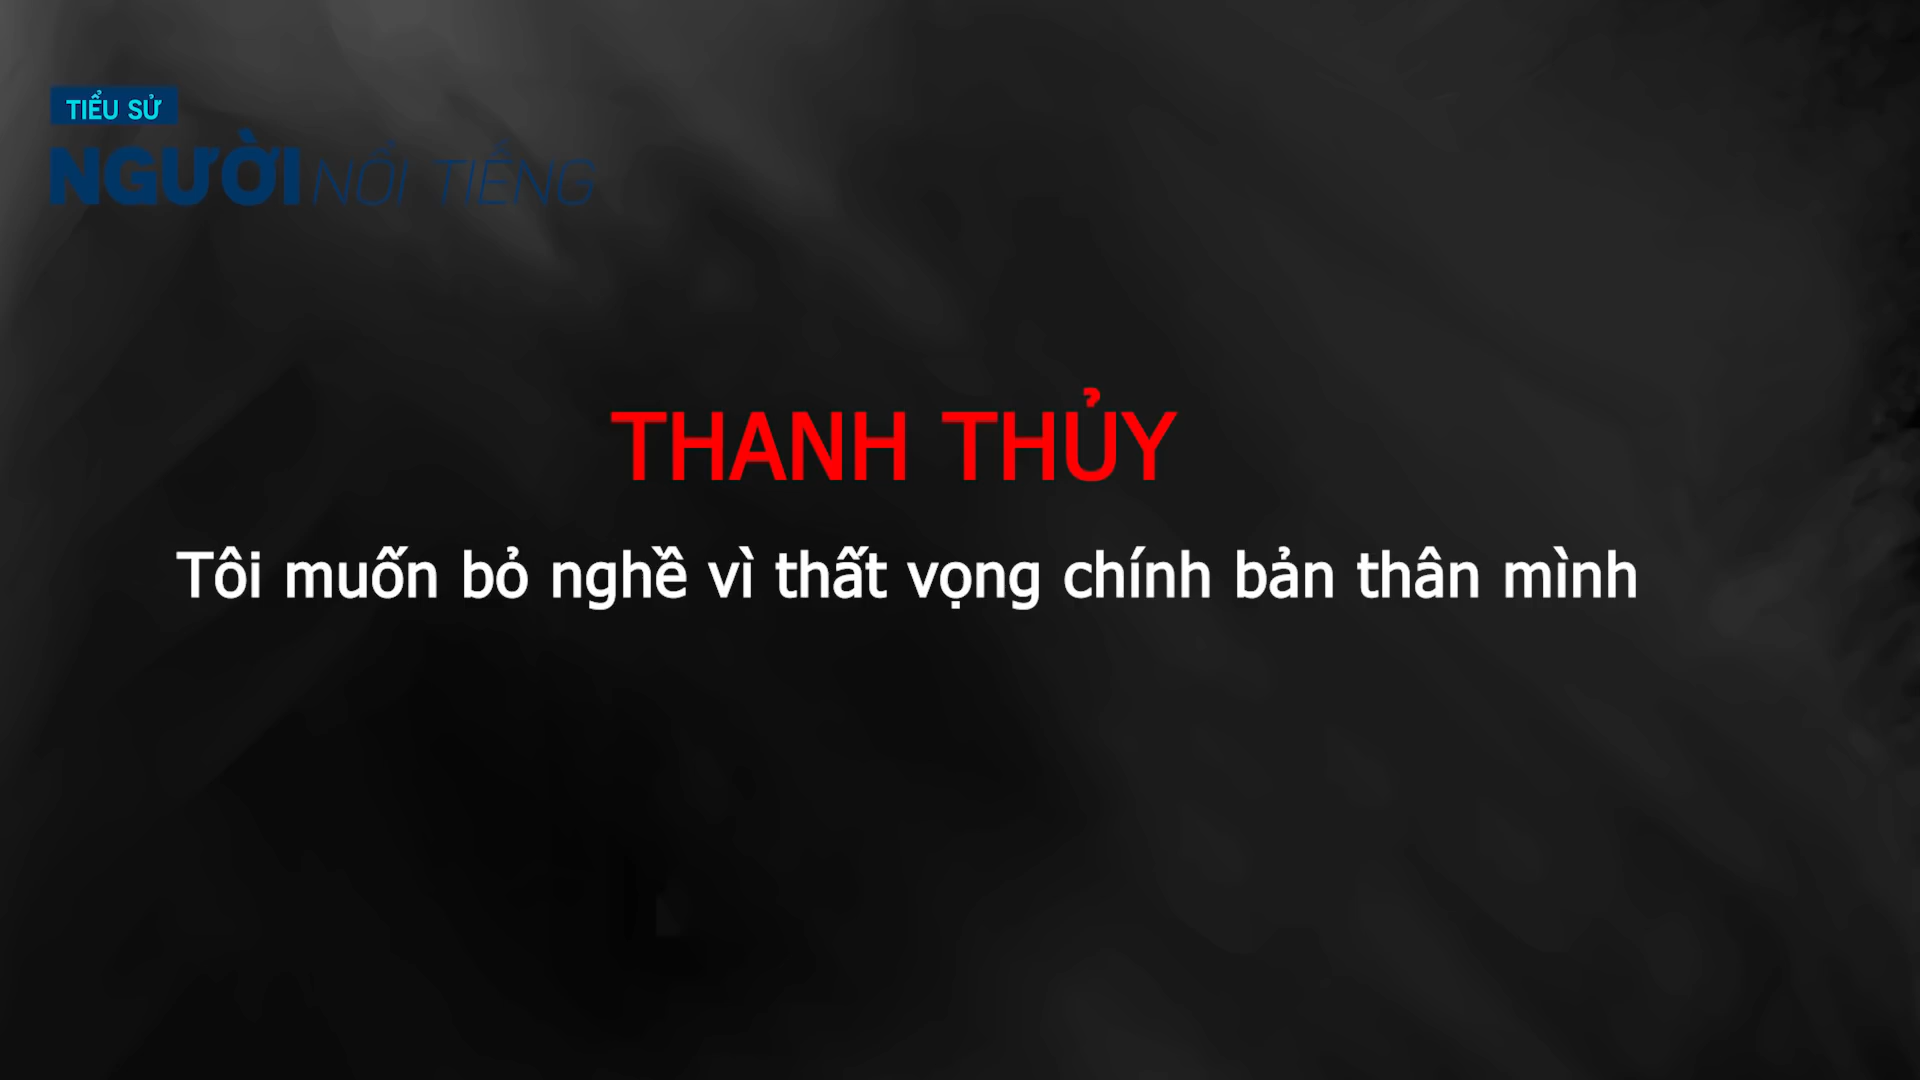 TIỂU SỬ
NGƯỜI NỔI TIẾNG
THANH THỦY
Tôi muốn bỏ nghề vì thất vọng chính bản thân mình